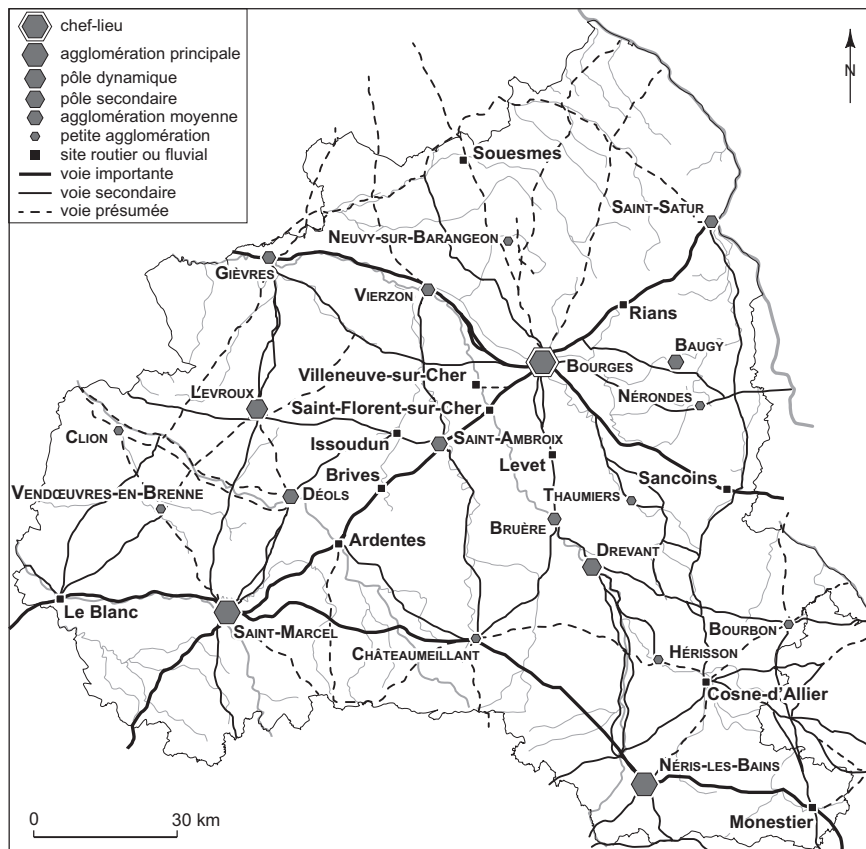 chef-lieu
agglomération principale
pôle dynamique
pôle secondaire
agglomération moyenne
petite agglomération
site routier ou fluvial
voie importante
voie secondaire
voie présumée
N
Souesmes
SAINT-SATUR
NEUVY-SUR-BARANGEON
GIÈVRES
VIERZON
Rians
BOURGES
BAUGY
Villeneuve-sur-Cher
LEVROUX
NÉRONDES
Saint-Florent-sur-Cher
CLION
Issoudun
SAINT-AMBROIX
Levet
Brives
Sancoins
VENDŒUVRES-EN-BRENNE
DÉOLS
THAUMIERS
BRUÈRE
Ardentes
DREVANT
Le Blanc
SAINT-MARCEL
BOURBON
CHÂTEAUMEILLANT
HÉRISSON
Cosne-d'Allier
NÉRIS-LES-BAINS
Monestier
0 30 km